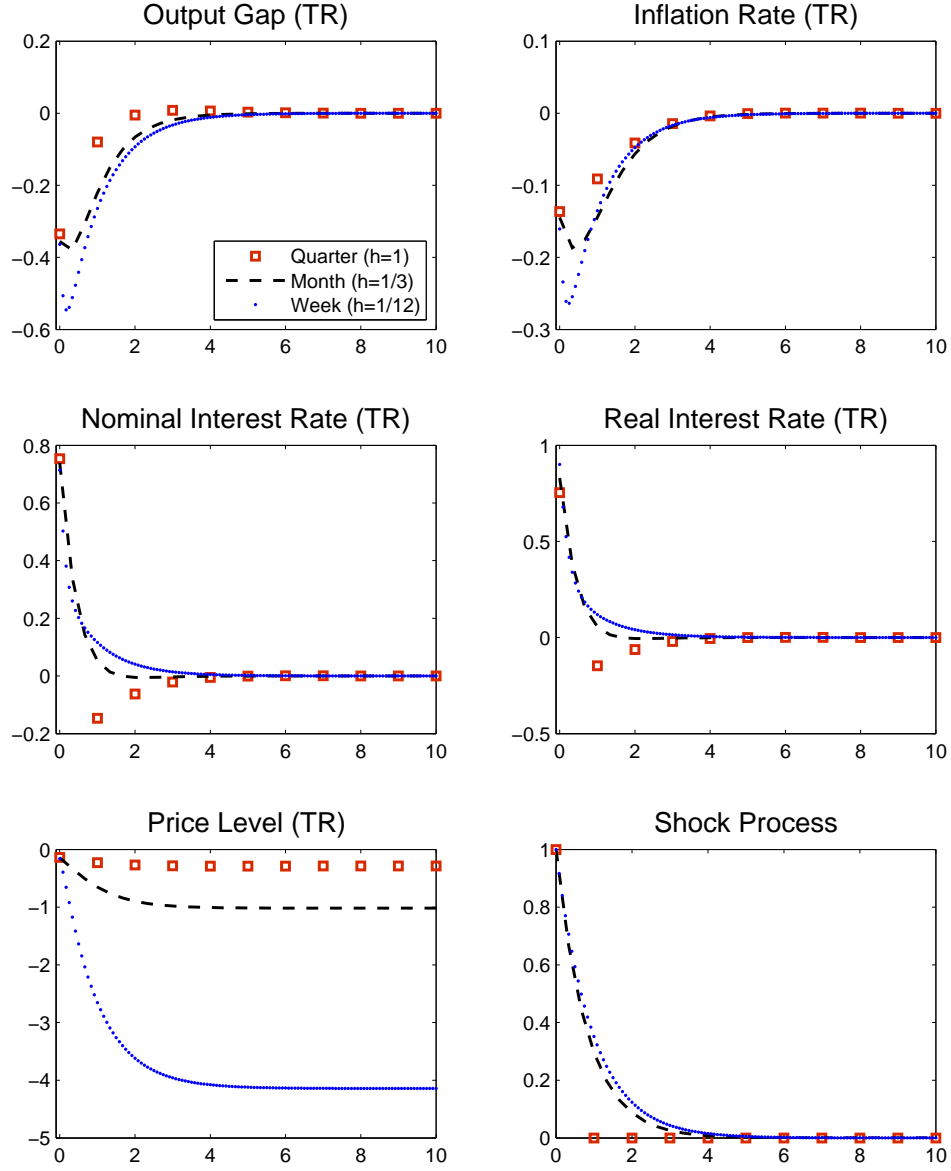 Output Gap (TR)
0.2
0
−0.2
−0.4
−0.6
0 2 4 6 8 10
Quarter (h=1)
Month (h=1/3)
Week (h=1/12)
Inflation Rate (TR)
0.1
0
−0.1
−0.2
−0.3
0 2 4 6 8 10
Nominal Interest Rate (TR)
0.8
0.6
0.4
0.2
0
−0.2
0 2 4 6 8 10
Real Interest Rate (TR)
1
0.5
0
−0.5
0 2 4 6 8 10
Price Level (TR)
0
−1
−2
−3
−4
−5
0 2 4 6 8 10
Shock Process
1
0.8
0.6
0.4
0.2
0
0 2 4 6 8 10